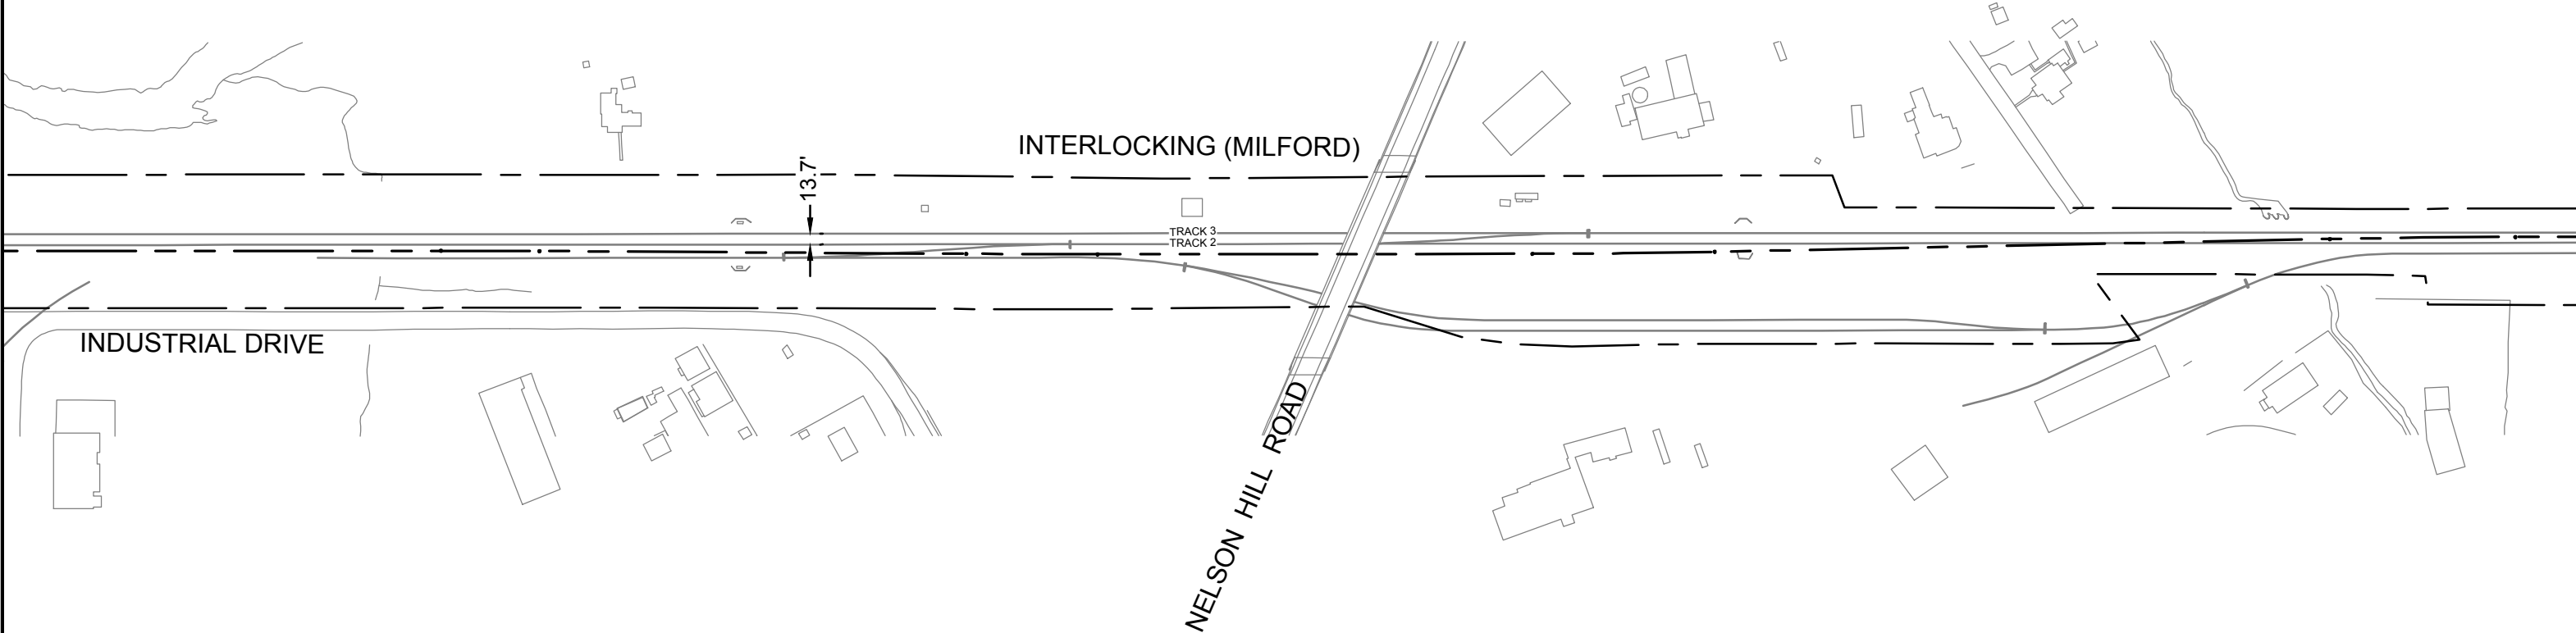 INTERLOCKING (MILFORD)
13.7'
TRACK 3
TRACK 2
INDUSTRIAL DRIVE
NELSON HILL ROAD